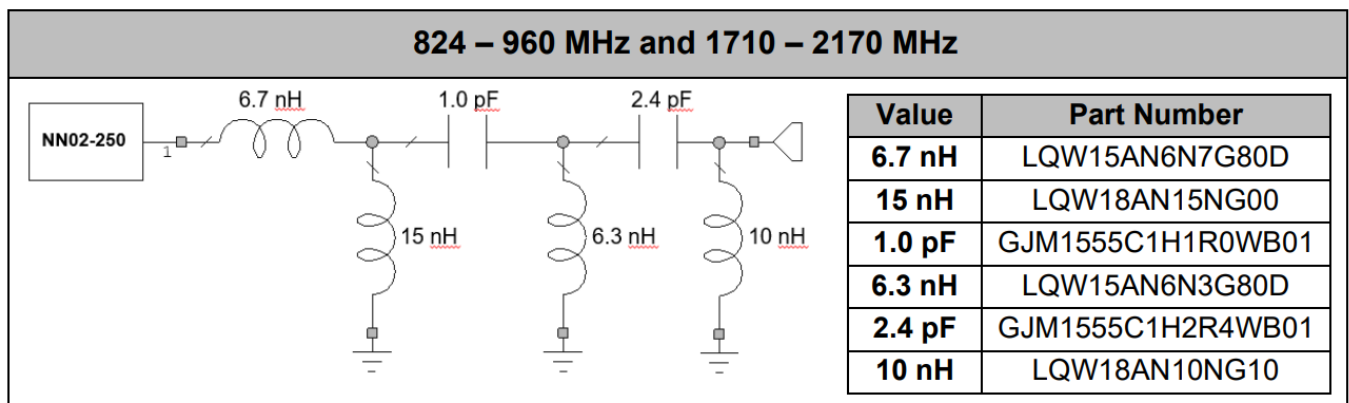 824 – 960 MHz and 1710 – 2170 MHz
NN02-250
1
6.7 nH
1.0 pF
2.4 pF
15 nH
6.3 nH
10 nH
Value Part Number
6.7 nH LQW15AN6N7G80D
15 nH LQW18AN15NG00
1.0 pF GJM1555C1H1R0WB01
6.3 nH LQW15AN6N3G80D
2.4 pF GJM1555C1H2R4WB01
10 nH LQW18AN10NG10